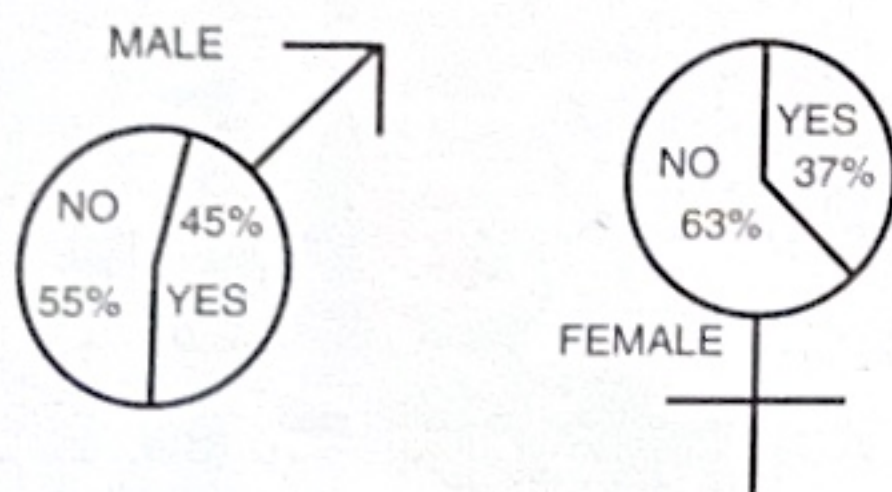 MALE
NO
45%
55%
YES
YES
NO
37%
63%
FEMALE